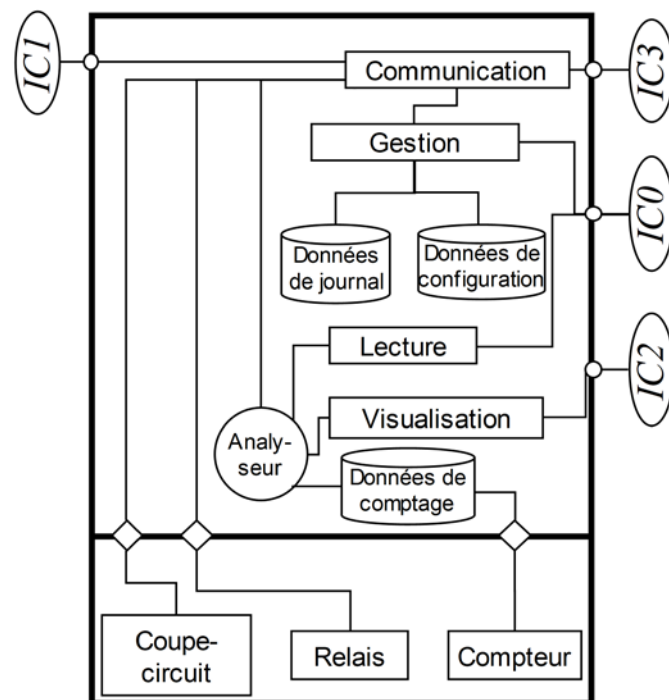 IC1
Communication
IC3
Gestion
IC0
Données
de journal
Données de
configuration
Lecture
IC2
Visualisation
Analy-
seur
Données de
comptage
Coupe-
circuit
Relais
Compteur